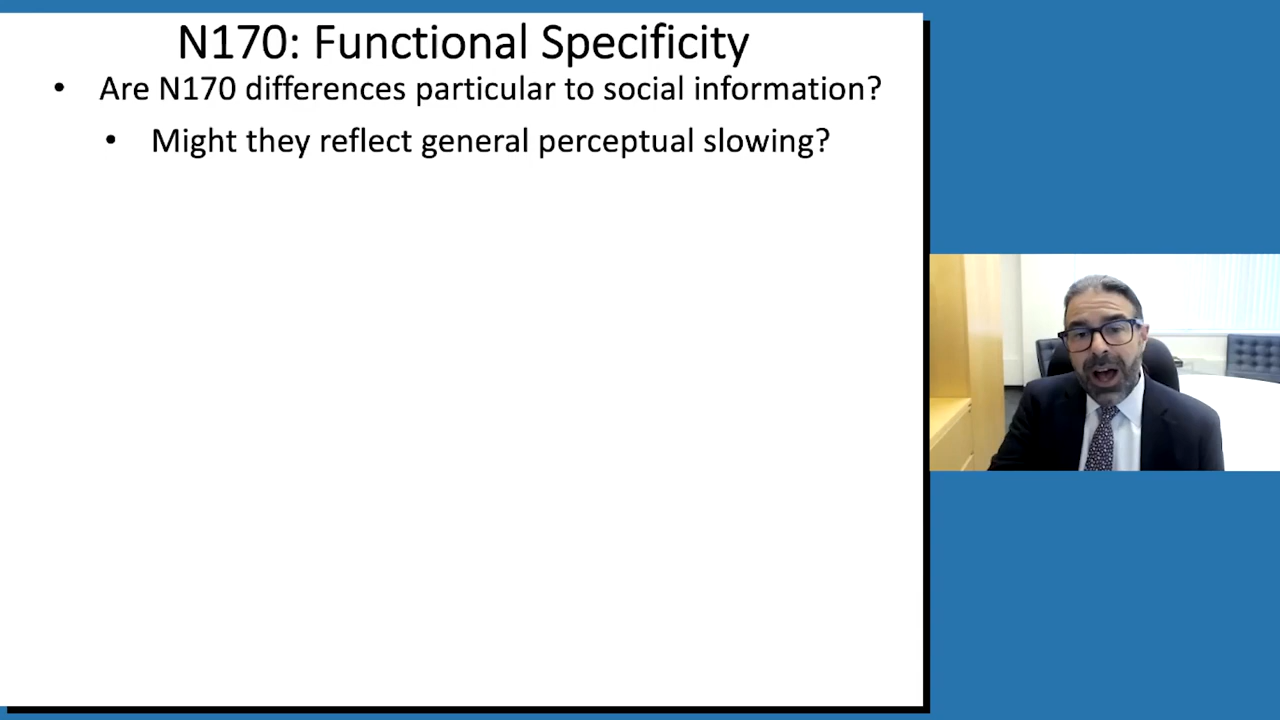 N170: Functional Specificity
• Are N170 differences particular to social information?
• Might they reflect general perceptual slowing?